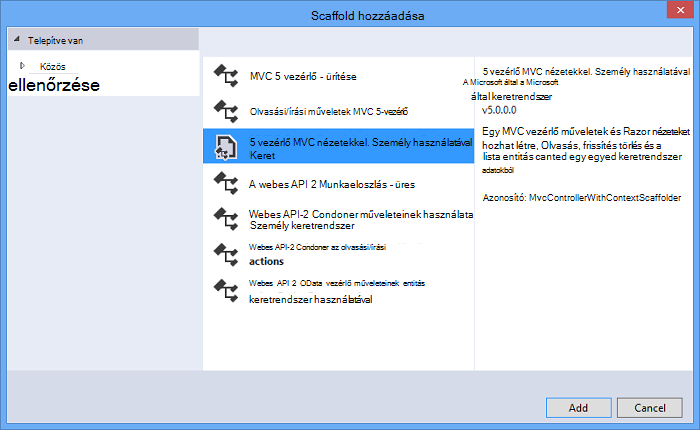 Scaffold hozzáadása
Telepítve van
Közös
ellenőrzése
MVC 5 vezérlő - ürítése
Olvasási/írási műveletek MVC 5-vezérlő
5 vezérlő MVC nézetekkel. Személy használatával
Keret
A webes API 2 Munkaeloszlás - üres
Webes API-2 Condoner műveleteinek használata
Személy keretrendszer
Webes API-2 Condoner az olvasási/írási
actions
Webes API 2 OData vezérlő műveleteinek entitás
keretrendszer használatával
5 vezérlő MVC nézetekkel. Személy használatával
A Microsoft által a Microsoft
által keretrendszer
v5.0.0.0
Egy MVC vezérlő műveletek és Razor nézeteket
hozhat létre, Olvasás, frissítés törlés és a
lista entitás canted egy egyed keretrendszer
adatokból
Azonosító: MvcControllerWithContextScaffolder
Add
Cancel